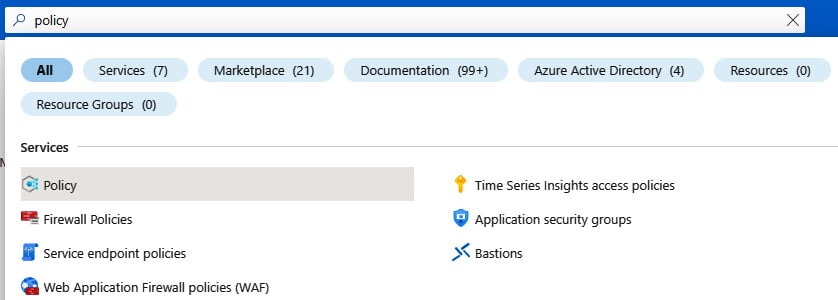 policy
All
Services (7)
Marketplace (21)
Documentation (99+)
Azure Active Directory (4)
Resources (0)
Resource Groups (0)
Services
Policy
Firewall Policies
Service endpoint policies
Web Application Firewall policies (WAF)
Time Series Insights access policies
Application security groups
Bastions